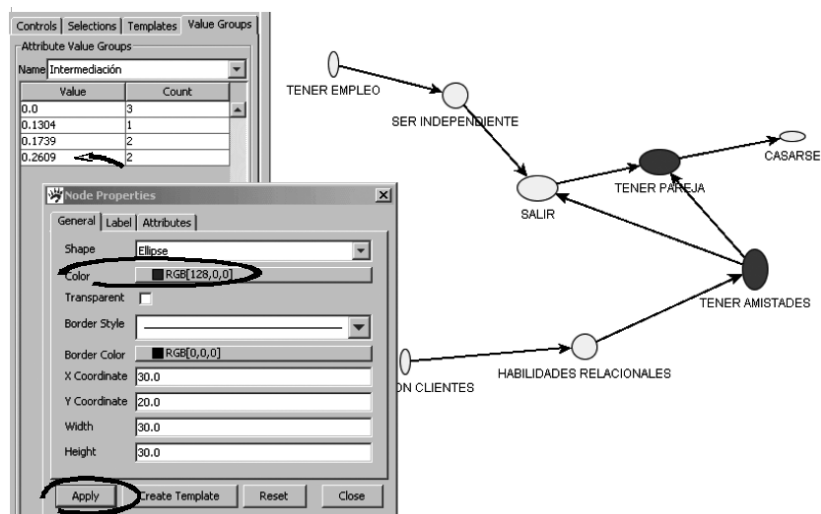 Controls Selections Templates Value Groups
Attribute Value Groups
Name Intermediación
Value Count
0.0 3
0.1304 1
0.1739 2
0.2609 2
Node Properties
General Label Attributes
Shape Ellipse
Color RGB[128,0,0]
Transparent
Border Style
Border Color RGB[0,0,0]
X Coordinate 30.0
Y Coordinate 20.0
Width 30.0
Height 30.0
Apply Create Template Reset Close
TENER EMPLEO
SER INDEPENDIENTE
CASARSE
TENER PAREJA
SALIR
TENER AMISTADES
HABILIDADES RELACIONALES
ON CLIENTES